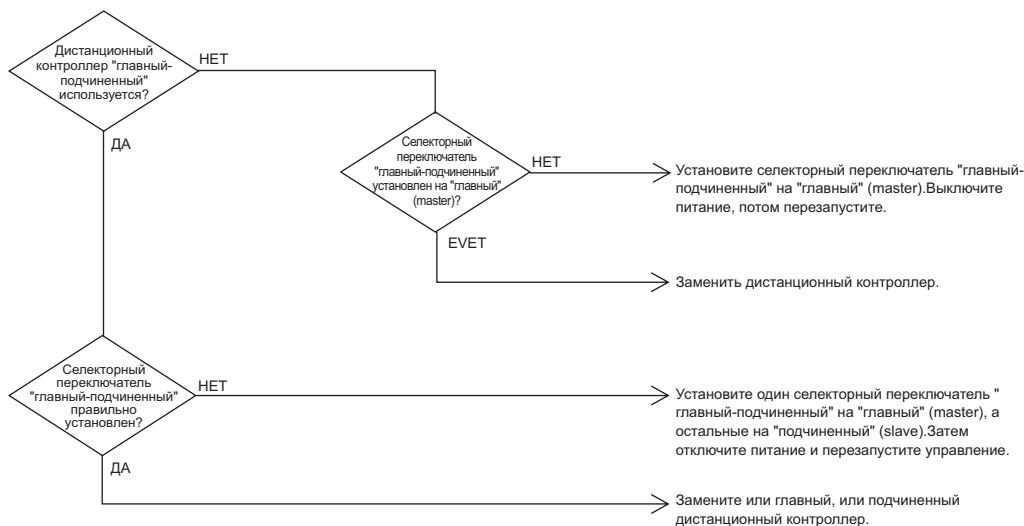 Дистанционный
контроллер "главный-
подчиненный"
используется?
НЕТ
ДА
Селекторный
переключатель
"главный-подчиненный"
установлен на "главный"
(master)?
НЕТ
Установите селекторный переключатель "главный-
подчиненный" на "главный" (master).Выключите
питание, потом перезапустите.
EVET
Заменить дистанционный контроллер.
Селекторный
переключатель
"главный-подчиненный"
правильно
установлен?
НЕТ
Установите один селекторный переключатель "
главный-подчиненный" на "главный" (master), а
остальные на "подчиненный" (slave).Затем
отключите питание и перезапустите управление.
ДА
Замените или главный, или подчиненный
дистанционный контроллер.